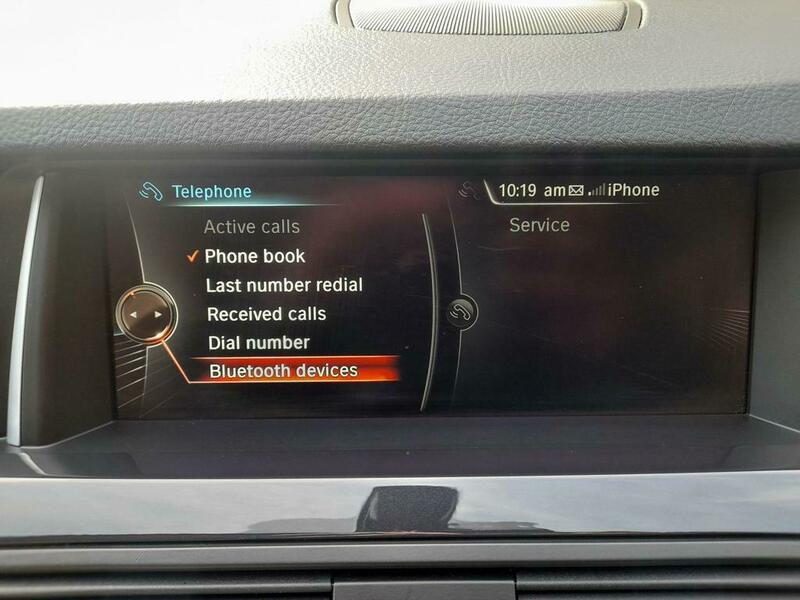 Telephone
Active calls
Phone book
Last number redial
Received calls
Dial number
Bluetooth devices
10:19 am iPhone
Service